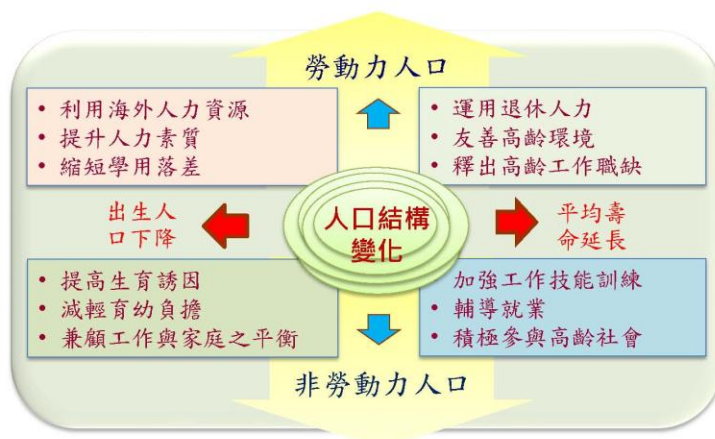 勞動力人口
• 利用海外人力資源
• 提升人力素質
• 縮短學用落差
• 運用退休人力
• 友善高齡環境
• 釋出高齡工作職缺
出生人
口下降
人口結構
變化
平均壽
命延長
• 提高生育誘因
• 減輕育幼負擔
• 兼顧工作與家庭之平衡
加強工作技能訓練
• 輔導就業
• 積極參與高齡社會
非勞動力人口